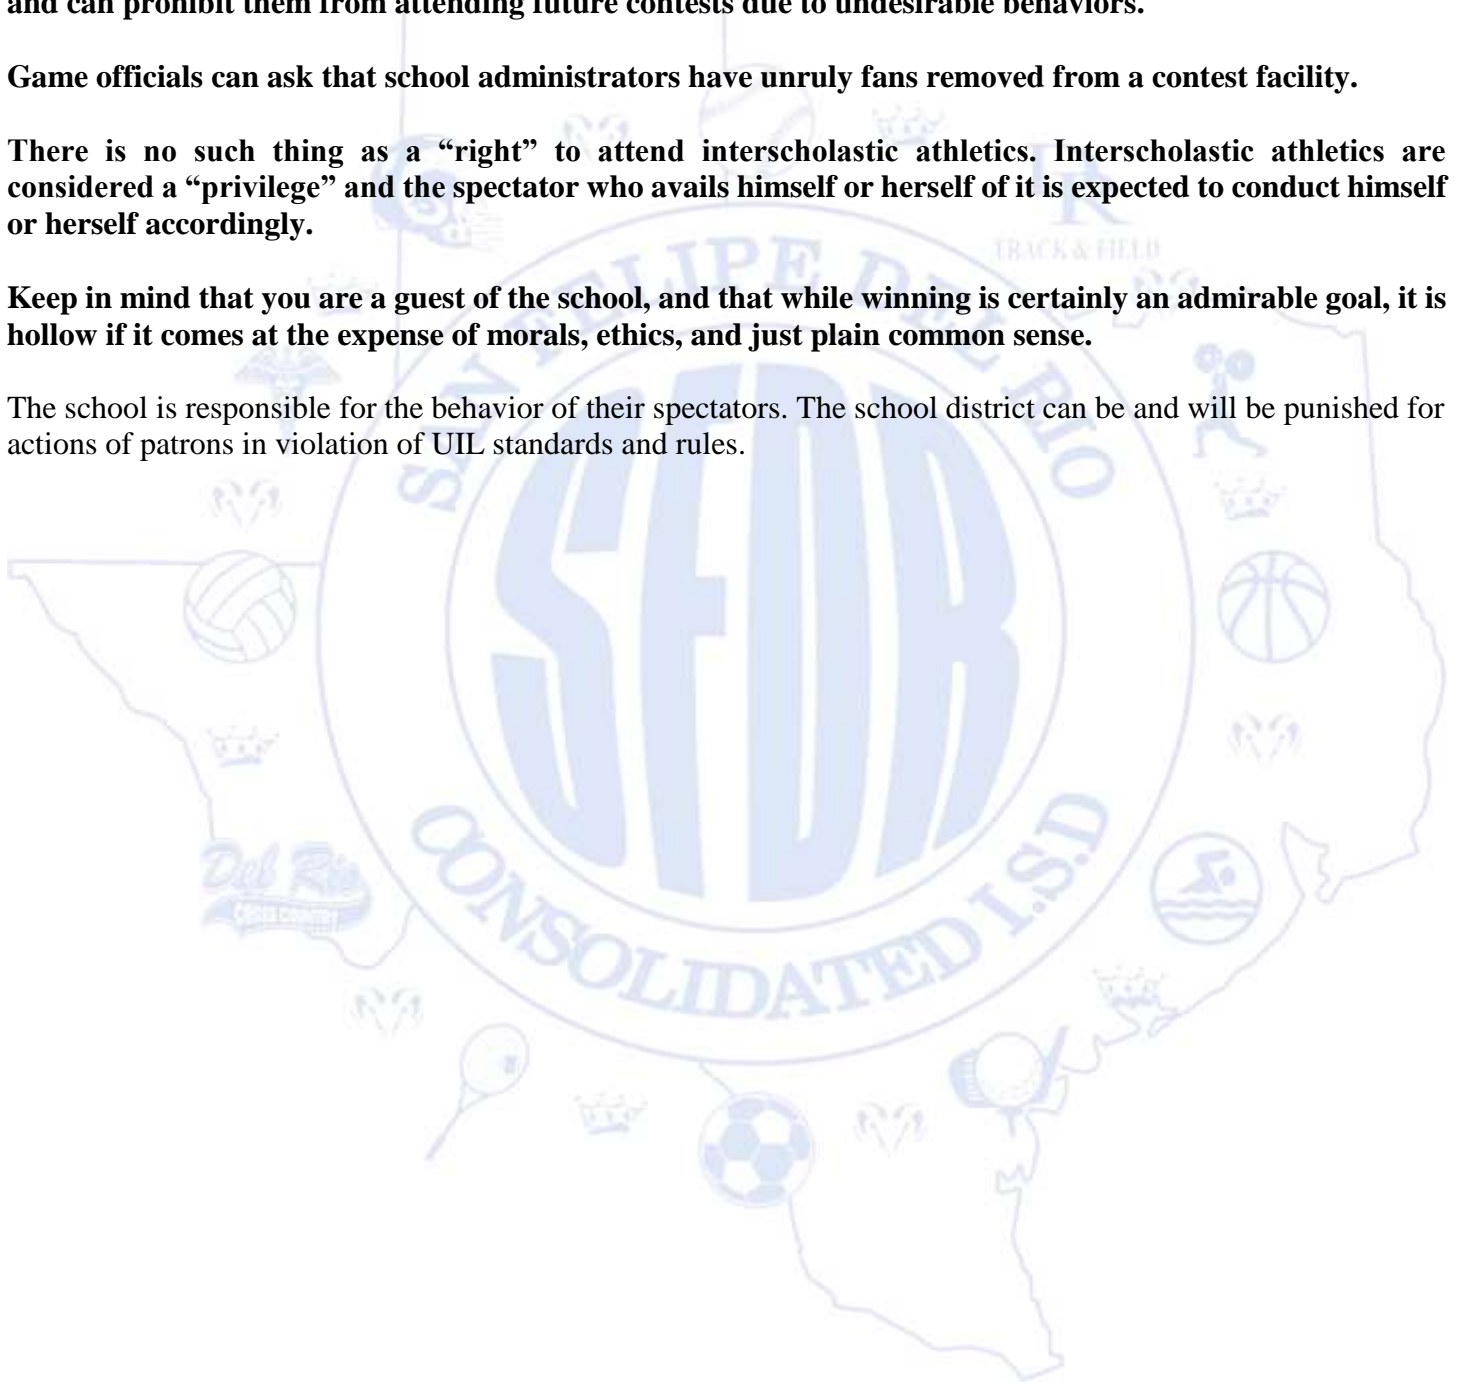 and can prohibit them from attending future contests due to undesirable behaviors.
Game officials can ask that school administrators have unruly fans removed from a contest facility.
There is no such thing as a “right” to attend interscholastic athletics. Interscholastic athletics are
considered a “privilege” and the spectator who avails himself or herself of it is expected to conduct himself
or herself accordingly.
Keep in mind that you are a guest of the school, and that while winning is certainly an admirable goal, it is
hollow if it comes at the expense of morals, ethics, and just plain common sense.
The school is responsible for the behavior of their spectators. The school district can be and will be punished for
actions of patrons in violation of UIL standards and rules.
TRACK & FIELD
SAN FELIPE DEL RIO
SFDR
CONSOLIDATED I.S.D
Del Rio
CROSS COUNTRY